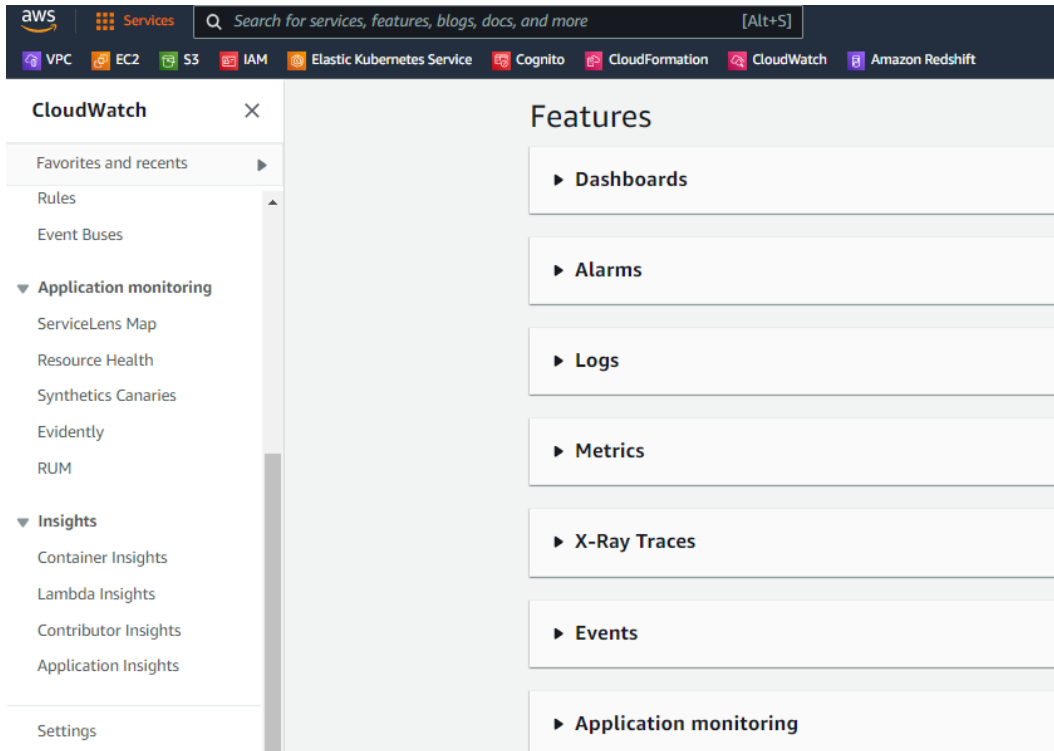 aws
Services
Search for services, features, blogs, docs, and more [Alt+S]
VPC EC2 S3 IAM Elastic Kubernetes Service Cognito CloudFormation CloudWatch Amazon Redshift
CloudWatch
Favorites and recents
Rules
Event Buses
Application monitoring
ServiceLens Map
Resource Health
Synthetics Canaries
Evidently
RUM
Insights
Container Insights
Lambda Insights
Contributor Insights
Application Insights
Settings
Features
Dashboards
Alarms
Logs
Metrics
X-Ray Traces
Events
Application monitoring